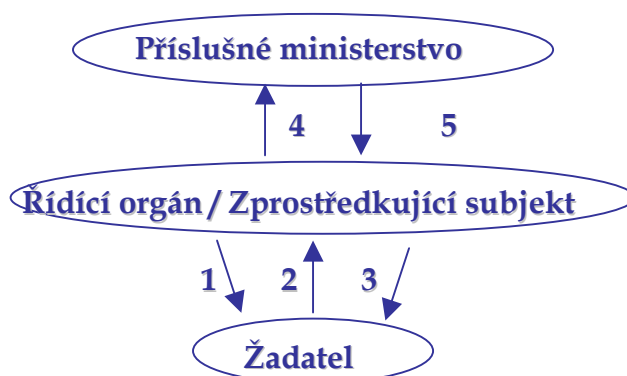 Příslušné ministerstvo
4 5
Řídící orgán / Zprostředkující subjekt
1 2 3
Žadatel